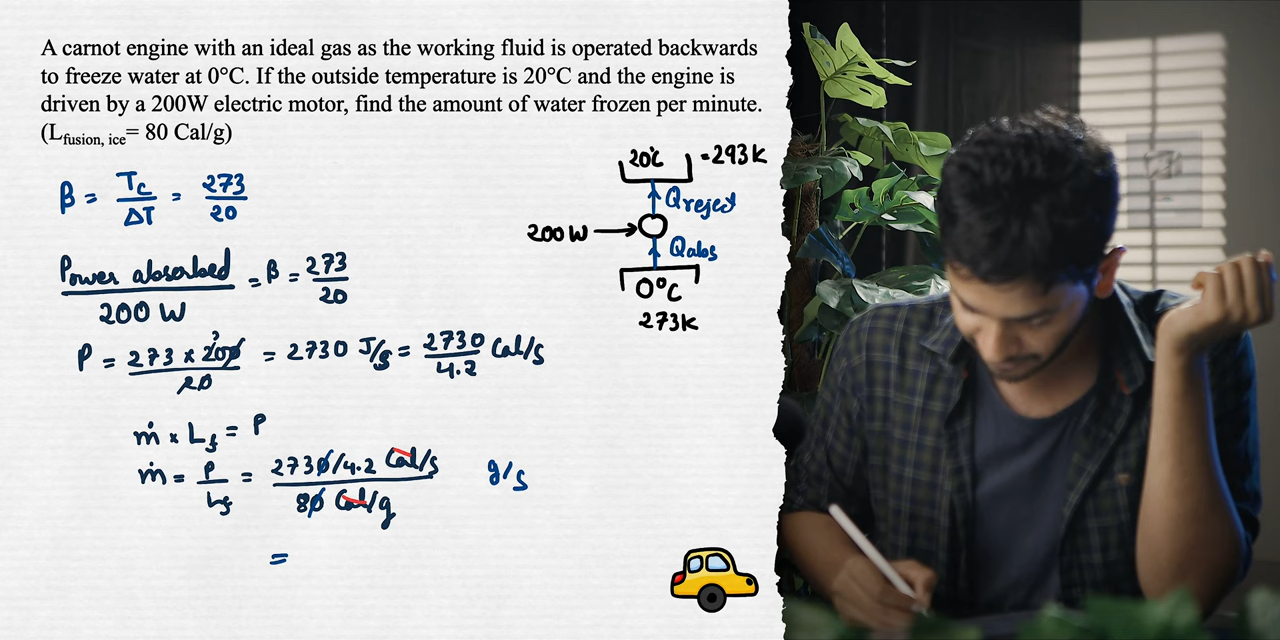 A carnot engine with an ideal gas as the working fluid is operated backwards
to freeze water at 0°C. If the outside temperature is 20°C and the engine is
driven by a 200W electric motor, find the amount of water frozen per minute.
(Lfusion, ice= 80 Cal/g)
β = Tc/ΔT = 273/20
Power absorbed/200 W = β = 273/20
P = 273 x 200/20 = 2730 J/s = 2730/4.2 Cal/s
ṁ x Lf = P
ṁ = P/Lf = 2730/4.2 Cal/s / 80 Cal/g g/s
=
20°C = 293K
Qreject
200W
Qabs
0°C
273K